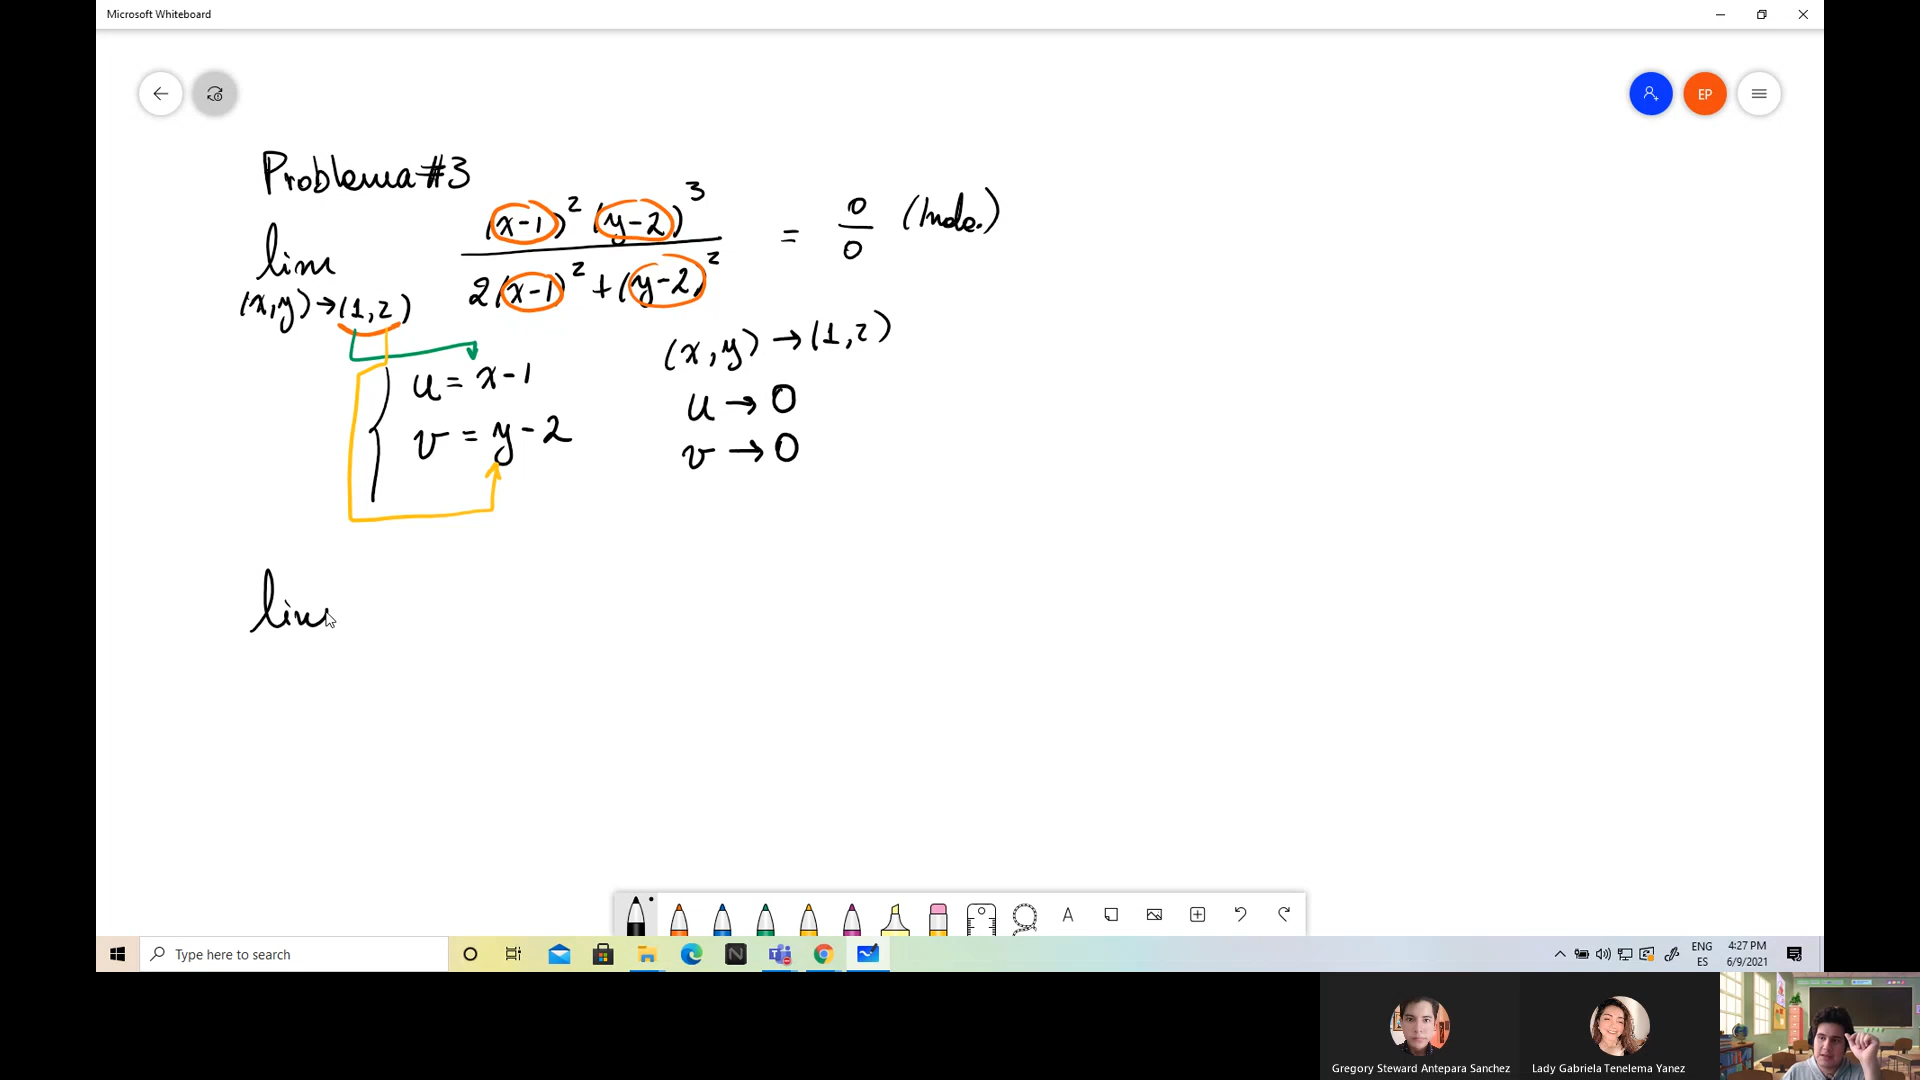 Microsoft Whiteboard
EP
Problema #3
lim (x-1)² (y-2)³ / 2(x-1)² + (y-2)² = 0/0 (Inde.)
(x,y)→(1,2)
(x,y) → (1,2)
u = x-1
u → 0
v = y-2
v → 0
lim
A
Type here to search
N
ENG
ES
4:27 PM
6/9/2021
Gregory Steward Antepara Sanchez
Lady Gabriela Tenelema Yanez